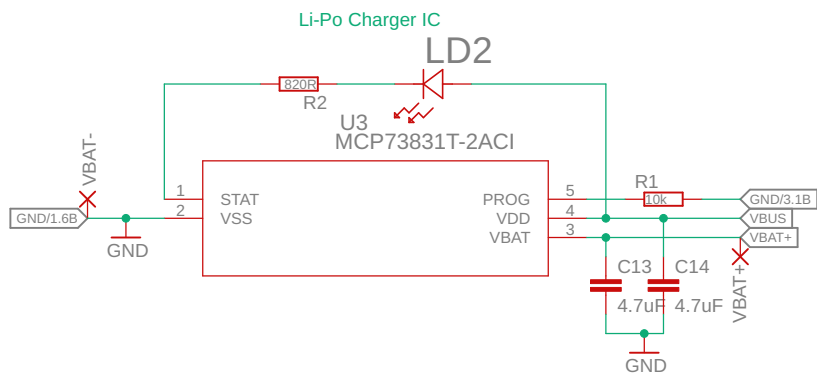 Li-Po Charger IC
LD2
820R
R2
U3
MCP73831T-2ACI
VBAT-
1
STAT
PROG
5
R1
10k
GND/3.1B
GND/1.6B
2
VSS
VDD
4
VBUS
GND
VBAT
3
VBAT+
C13
C14
4.7uF
4.7uF
VBAT+
GND